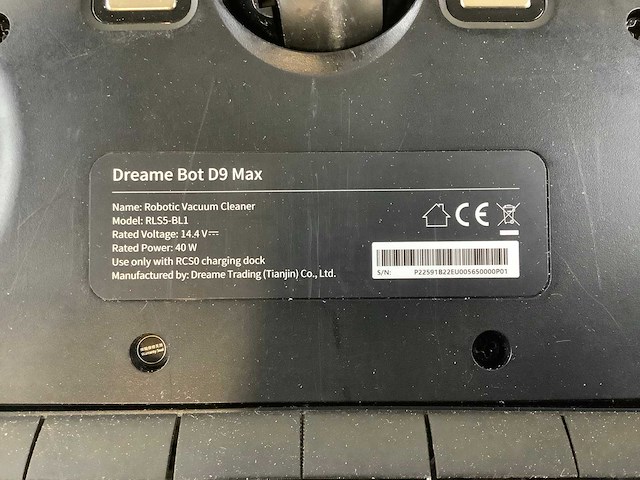 Dreame Bot D9 Max
Name: Robotic Vacuum Cleaner
Model: RLS5-BL1
Rated Voltage: 14.4 V⎓
Rated Power: 40 W
Use only with RCS0 charging dock
Manufactured by: Dreame Trading (Tianjin) Co., Ltd.
CE
S/N: P22591B22EU005650000P01